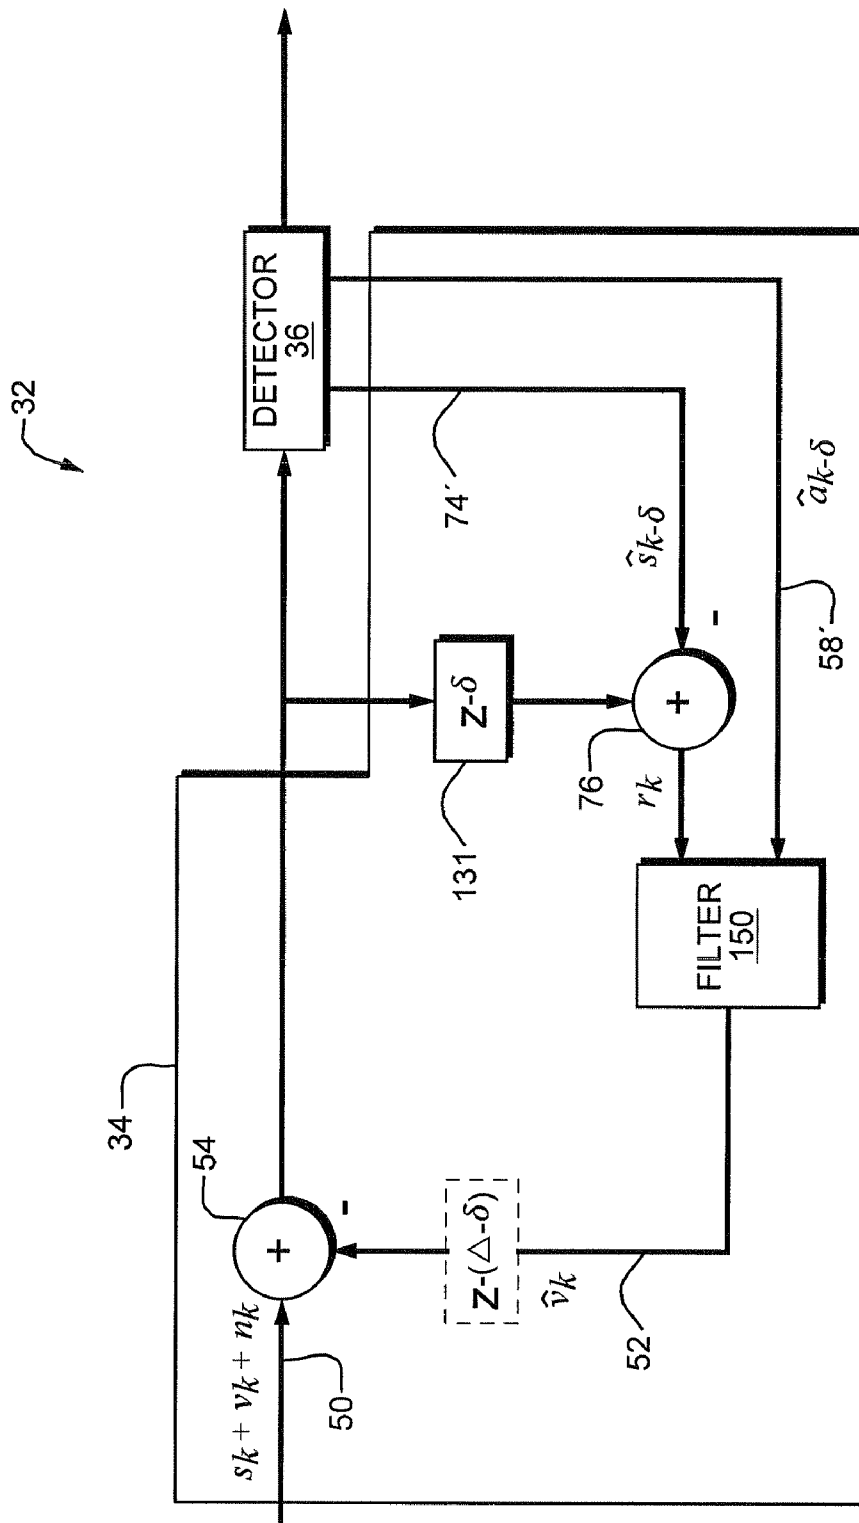 32
34
sk + vk + nk
50
54
DETECTOR
36
74′
ŝk-δ
z-δ
131
-
+
76
rk
âk-δ
58′
FILTER
150
+
-
z-(△-δ)
v̂k
52